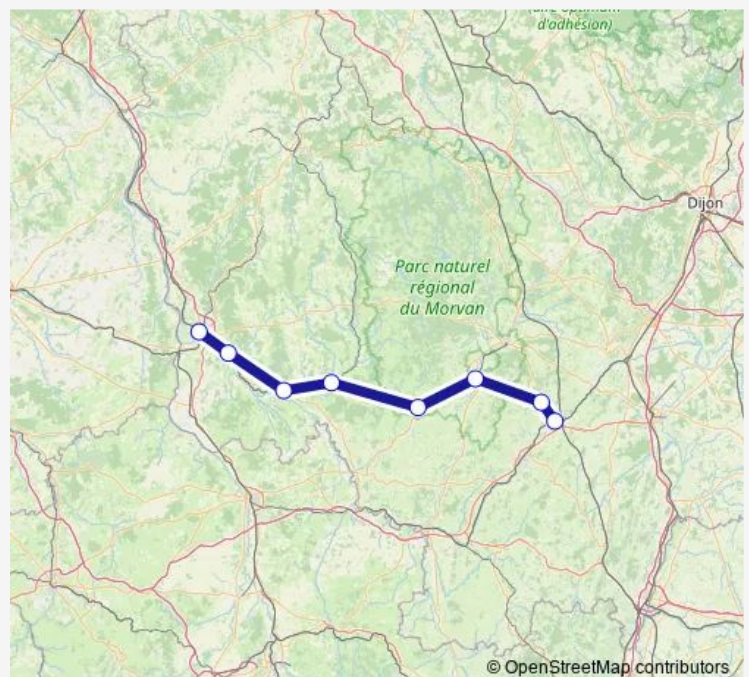 d'adhésion)
Dijon
Parc naturel
régional
du Morvan
© OpenStreetMap contributors